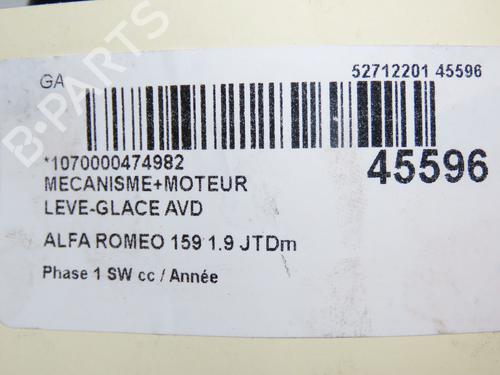 GA
52712201 45596
*1070000474982
45596
MECANISME+MOTEUR
LEVE-GLACE AVD
ALFA ROMEO 159 1.9 JTDm
Phase 1 SW cc / Année
B-PARTS